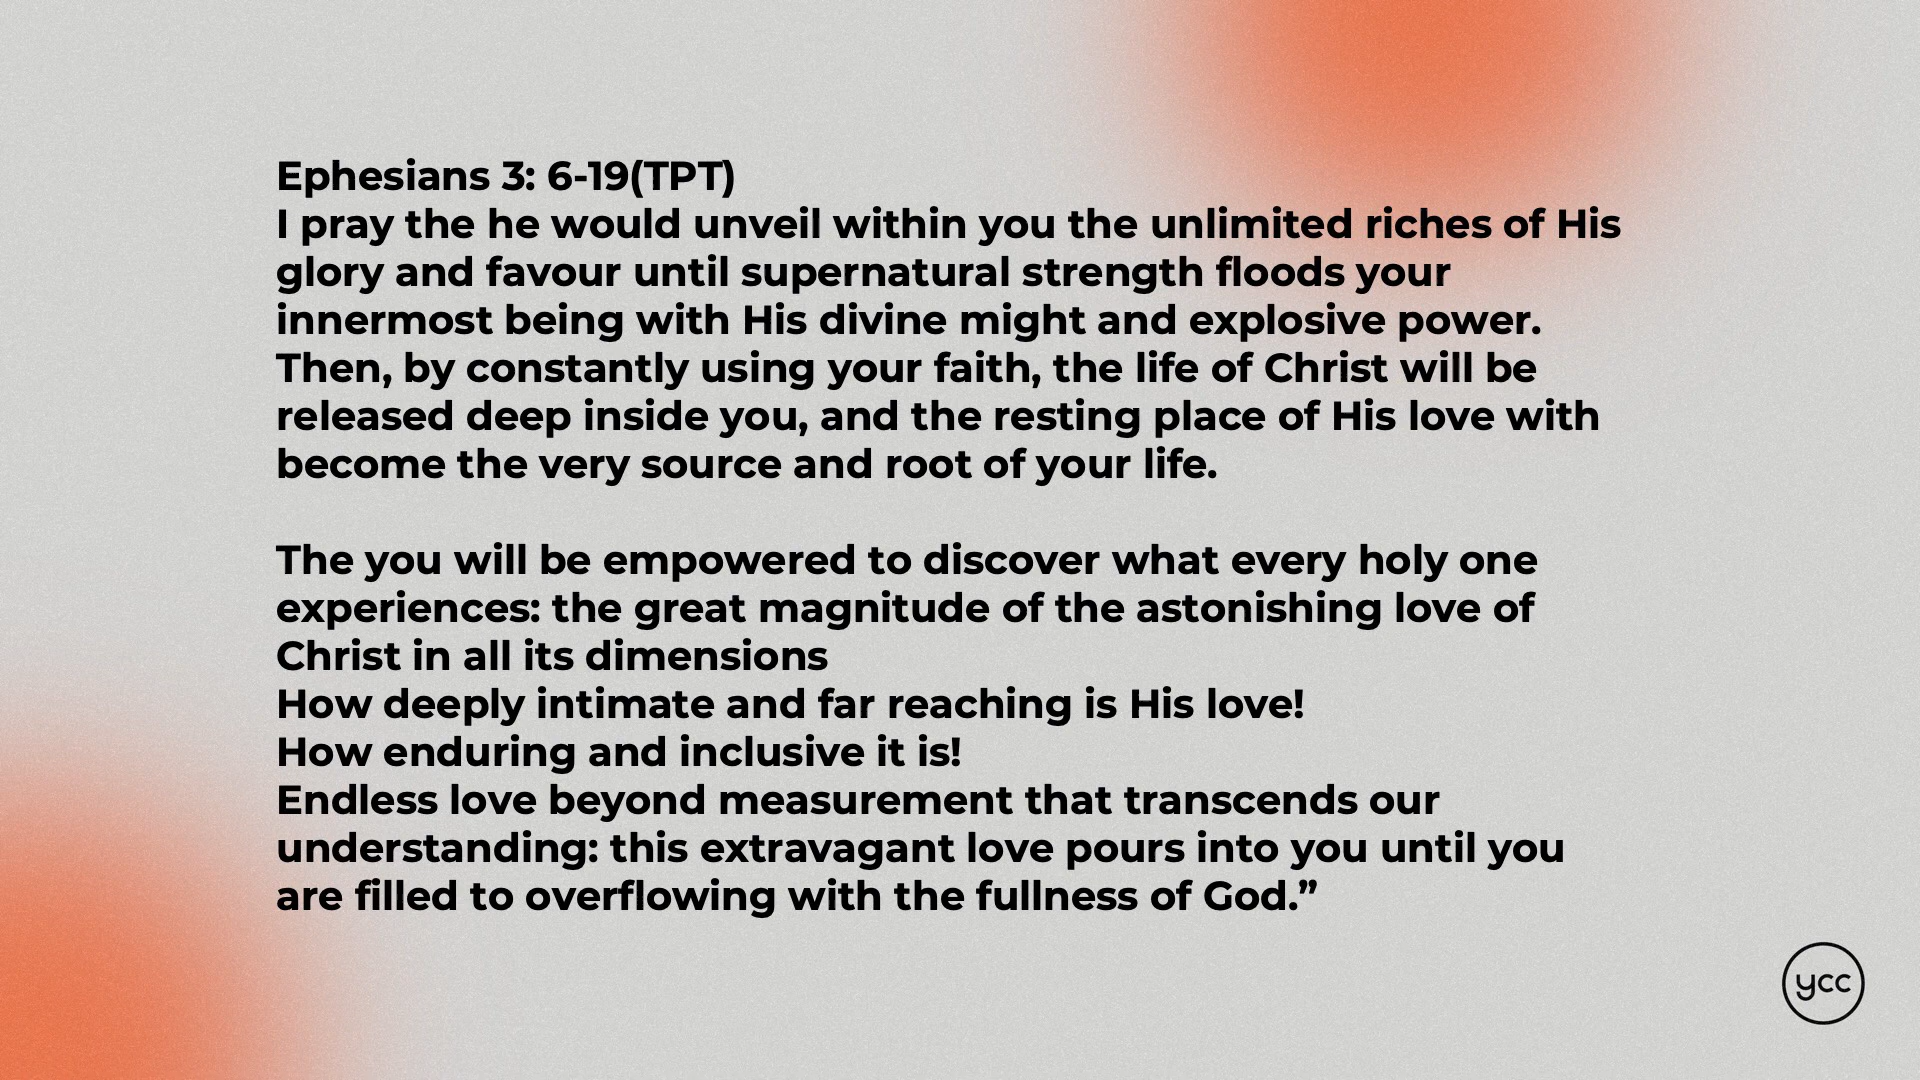 Ephesians 3: 6-19(TPT)
I pray the he would unveil within you the unlimited riches of His
glory and favour until supernatural strength floods your
innermost being with His divine might and explosive power.
Then, by constantly using your faith, the life of Christ will be
released deep inside you, and the resting place of His love with
become the very source and root of your life.
The you will be empowered to discover what every holy one
experiences: the great magnitude of the astonishing love of
Christ in all its dimensions
How deeply intimate and far reaching is His love!
How enduring and inclusive it is!
Endless love beyond measurement that transcends our
understanding: this extravagant love pours into you until you
are filled to overflowing with the fullness of God.”
ycc